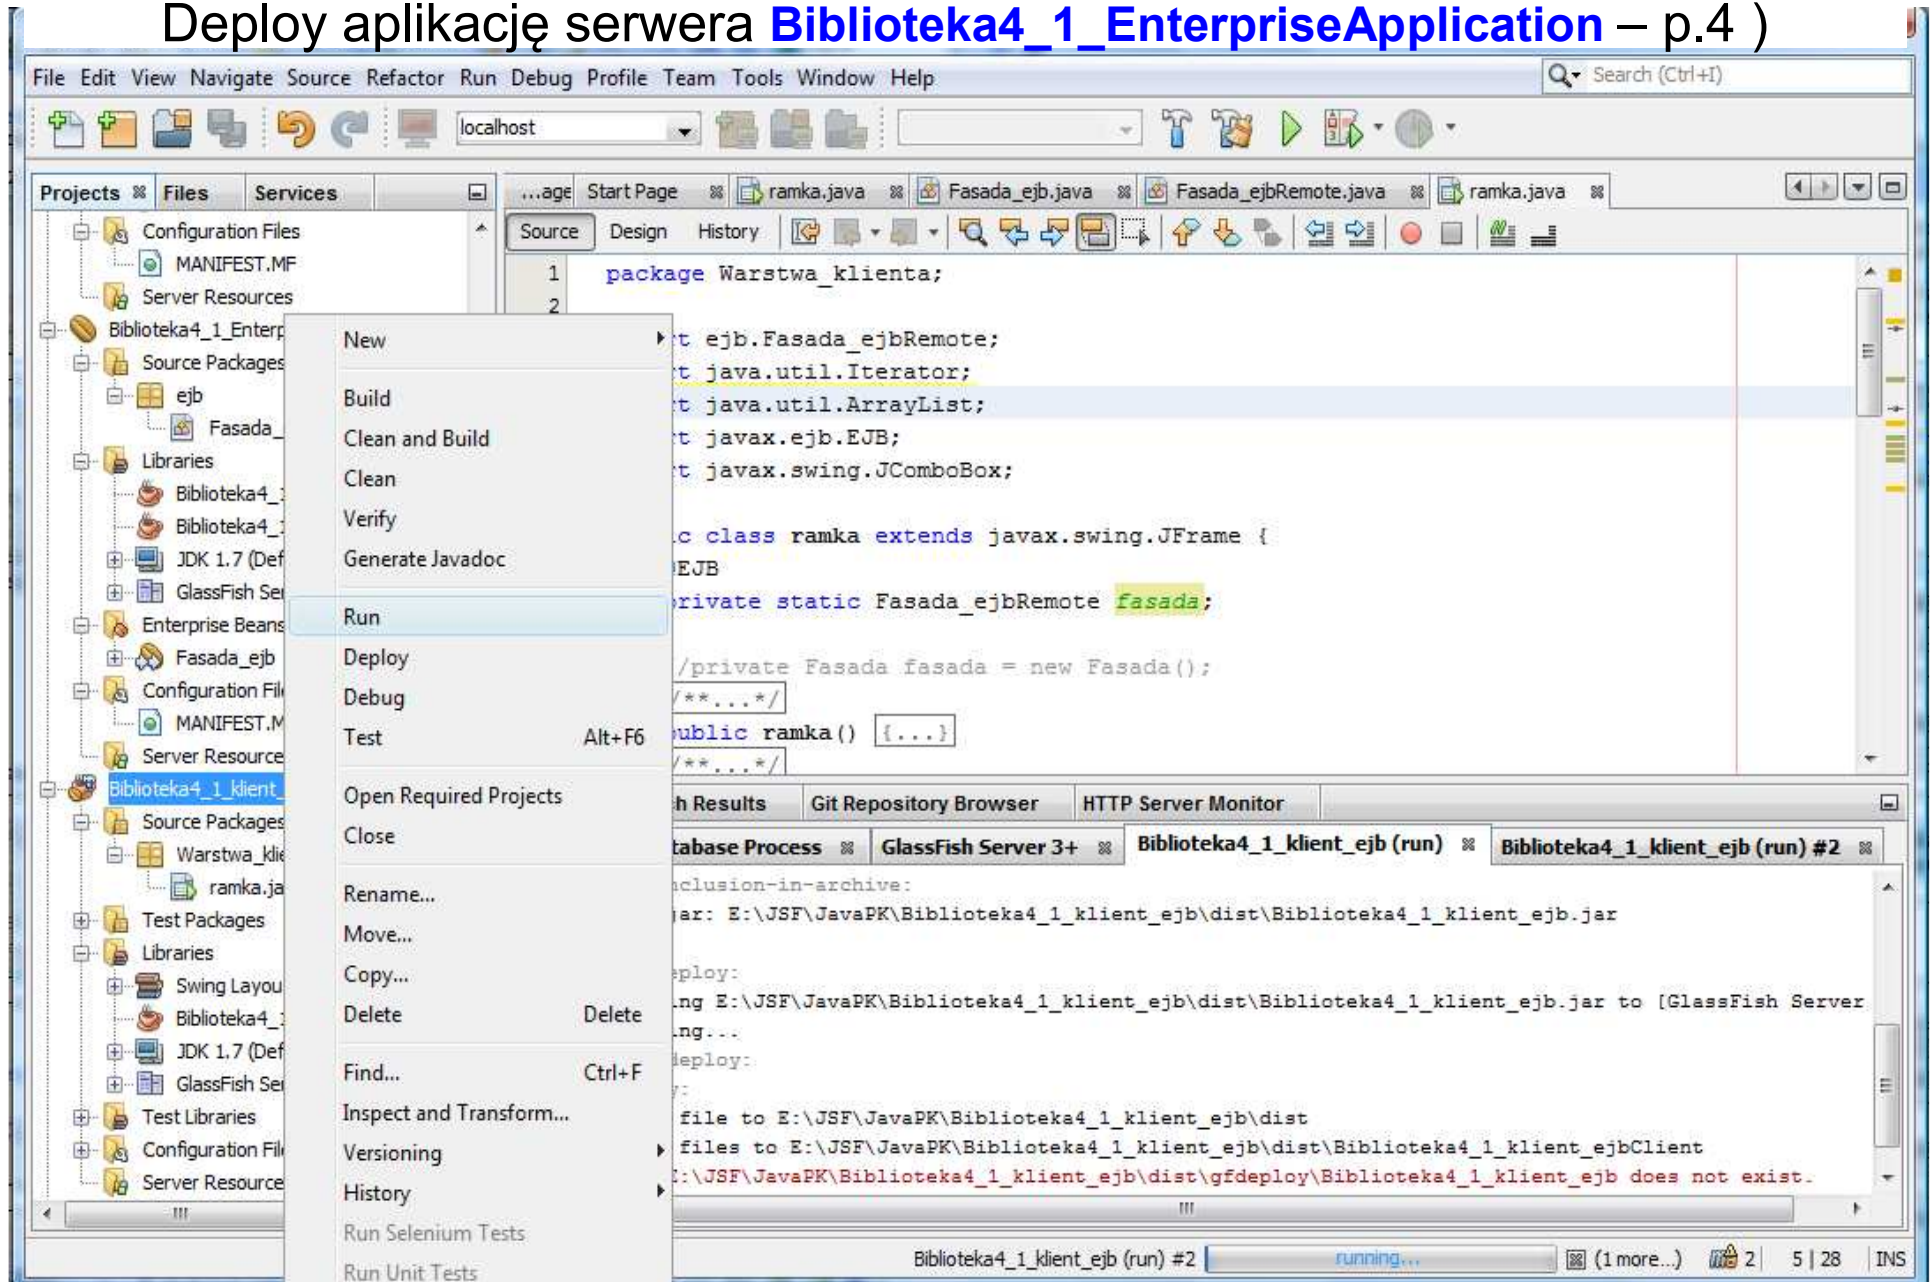 Deploy aplikację serwera Biblioteka4_1_EnterpriseApplication – p.4 )
File Edit View Navigate Source Refactor Run Debug Profile Team Tools Window Help
Search (Ctrl+I)
localhost
Projects Files Services
...age Start Page ramka.java Fasada_ejb.java Fasada_ejbRemote.java ramka.java
Source Design History
Configuration Files
MANIFEST.MF
Server Resources
Biblioteka4_1_Enterp
Source Packages
ejb
Fasada_
Libraries
Biblioteka4_1
Biblioteka4_1
JDK 1.7 (Def
GlassFish Ser
Enterprise Beans
Fasada_ejb
Configuration Fil
MANIFEST.M
Server Resource
Biblioteka4_1_klient_
Source Packages
Warstwa_klie
ramka.ja
Test Packages
Libraries
Swing Layou
Biblioteka4_1
JDK 1.7 (Def
GlassFish Ser
Test Libraries
Configuration Fil
Server Resource
New
Build
Clean and Build
Clean
Verify
Generate Javadoc
Run
Deploy
Debug
Test Alt+F6
Open Required Projects
Close
Rename...
Move...
Copy...
Delete Delete
Find... Ctrl+F
Inspect and Transform...
Versioning
History
Run Selenium Tests
Run Unit Tests
1 package Warstwa_klienta;
2
t ejb.Fasada_ejbRemote;
t java.util.Iterator;
t java.util.ArrayList;
t javax.ejb.EJB;
t javax.swing.JComboBox;
c class ramka extends javax.swing.JFrame {
EJB
rivate static Fasada_ejbRemote fasada;
//private Fasada fasada = new Fasada();
/**...*/
ublic ramka() {...}
/**...*/
h Results Git Repository Browser HTTP Server Monitor
tabase Process GlassFish Server 3+ Biblioteka4_1_klient_ejb (run) Biblioteka4_1_klient_ejb (run) #2
nclusion-in-archive:
jar: E:\JSF\JavaPK\Biblioteka4_1_klient_ejb\dist\Biblioteka4_1_klient_ejb.jar
eploy:
ng E:\JSF\JavaPK\Biblioteka4_1_klient_ejb\dist\Biblioteka4_1_klient_ejb.jar to [GlassFish Server
ng...
deploy:
y:
file to E:\JSF\JavaPK\Biblioteka4_1_klient_ejb\dist
files to E:\JSF\JavaPK\Biblioteka4_1_klient_ejb\dist\Biblioteka4_1_klient_ejbClient
:\JSF\JavaPK\Biblioteka4_1_klient_ejb\dist\gfdeploy\Biblioteka4_1_klient_ejb does not exist.
Biblioteka4_1_klient_ejb (run) #2 running... (1 more...) 2 5 | 28 INS